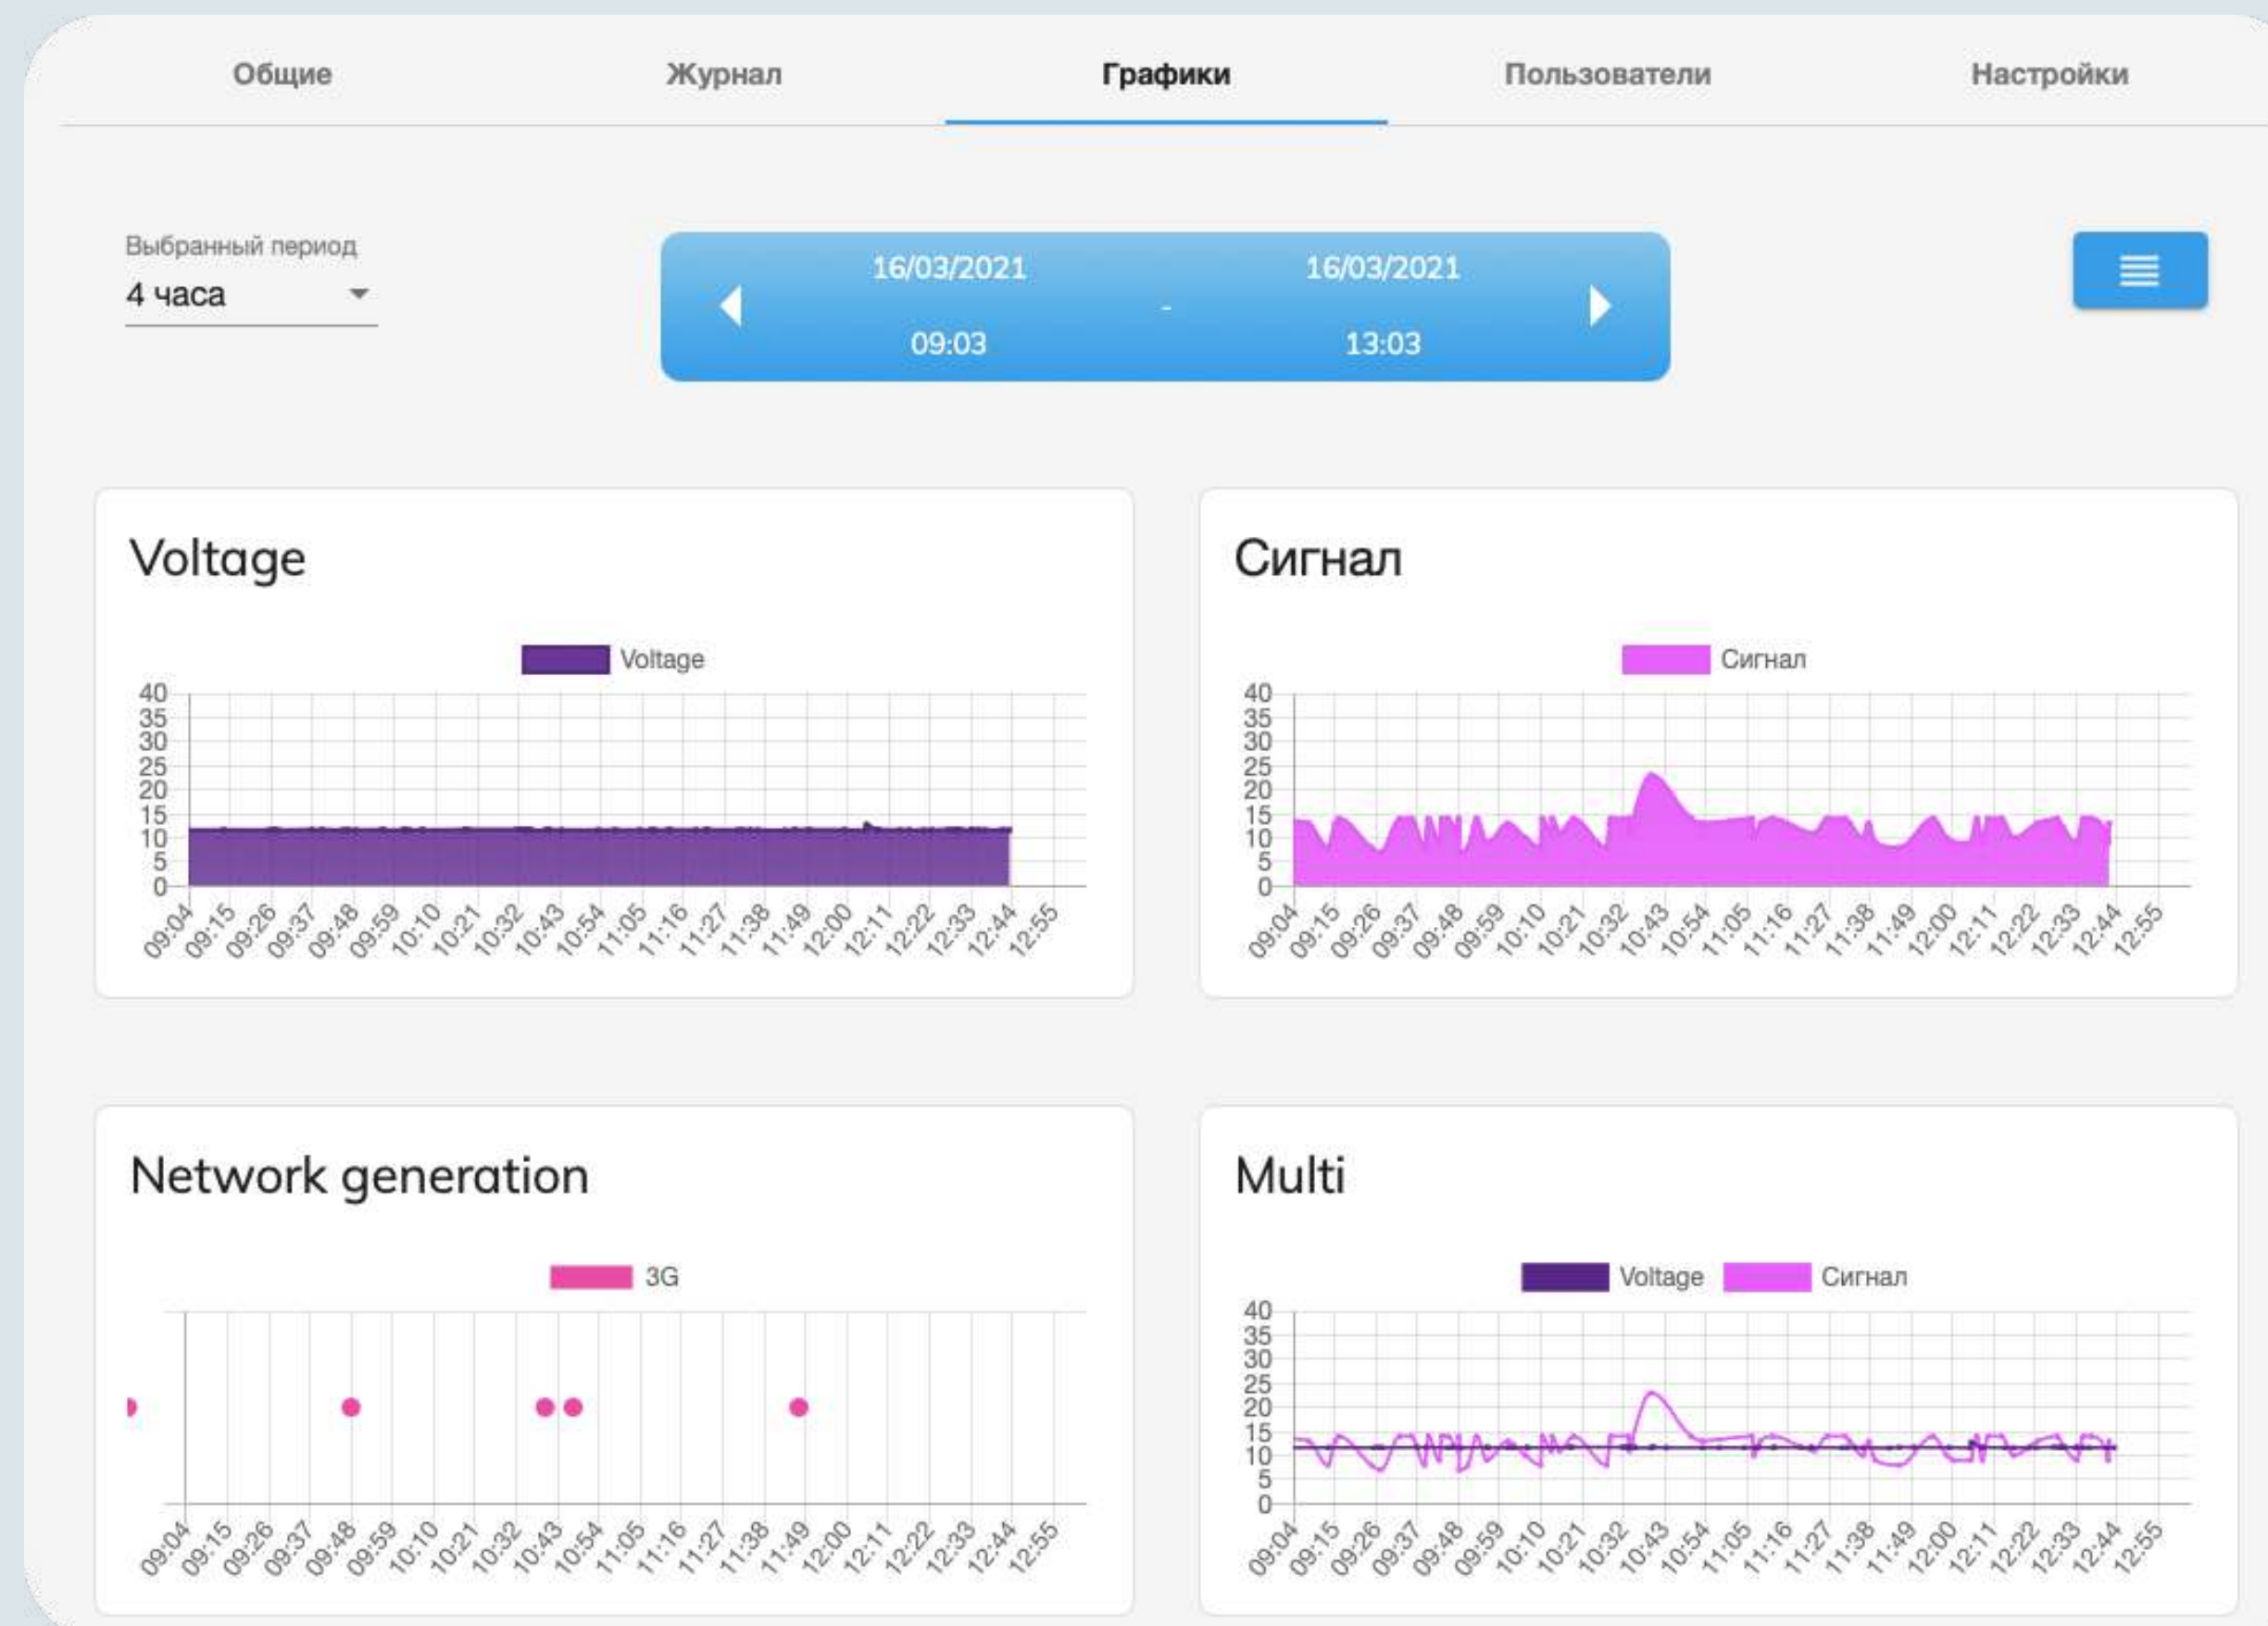 Общие Журнал Графики Пользователи Настройки
Выбранный период
4 часа
16/03/2021 16/03/2021
-
09:03 13:03
Voltage
Voltage
40
35
30
25
20
15
10
5
0
09:04 09:15 09:26 09:37 09:48 09:59 10:10 10:21 10:32 10:43 10:54 11:05 11:16 11:27 11:38 11:49 12:00 12:11 12:22 12:33 12:44 12:55
Сигнал
Сигнал
40
35
30
25
20
15
10
5
0
09:04 09:15 09:26 09:37 09:48 09:59 10:10 10:21 10:32 10:43 10:54 11:05 11:16 11:27 11:38 11:49 12:00 12:11 12:22 12:33 12:44 12:55
Network generation
3G
09:04 09:15 09:26 09:37 09:48 09:59 10:10 10:21 10:32 10:43 10:54 11:05 11:16 11:27 11:38 11:49 12:00 12:11 12:22 12:33 12:44 12:55
Multi
Voltage Сигнал
40
35
30
25
20
15
10
5
0
09:04 09:15 09:26 09:37 09:48 09:59 10:10 10:21 10:32 10:43 10:54 11:05 11:16 11:27 11:38 11:49 12:00 12:11 12:22 12:33 12:44 12:55